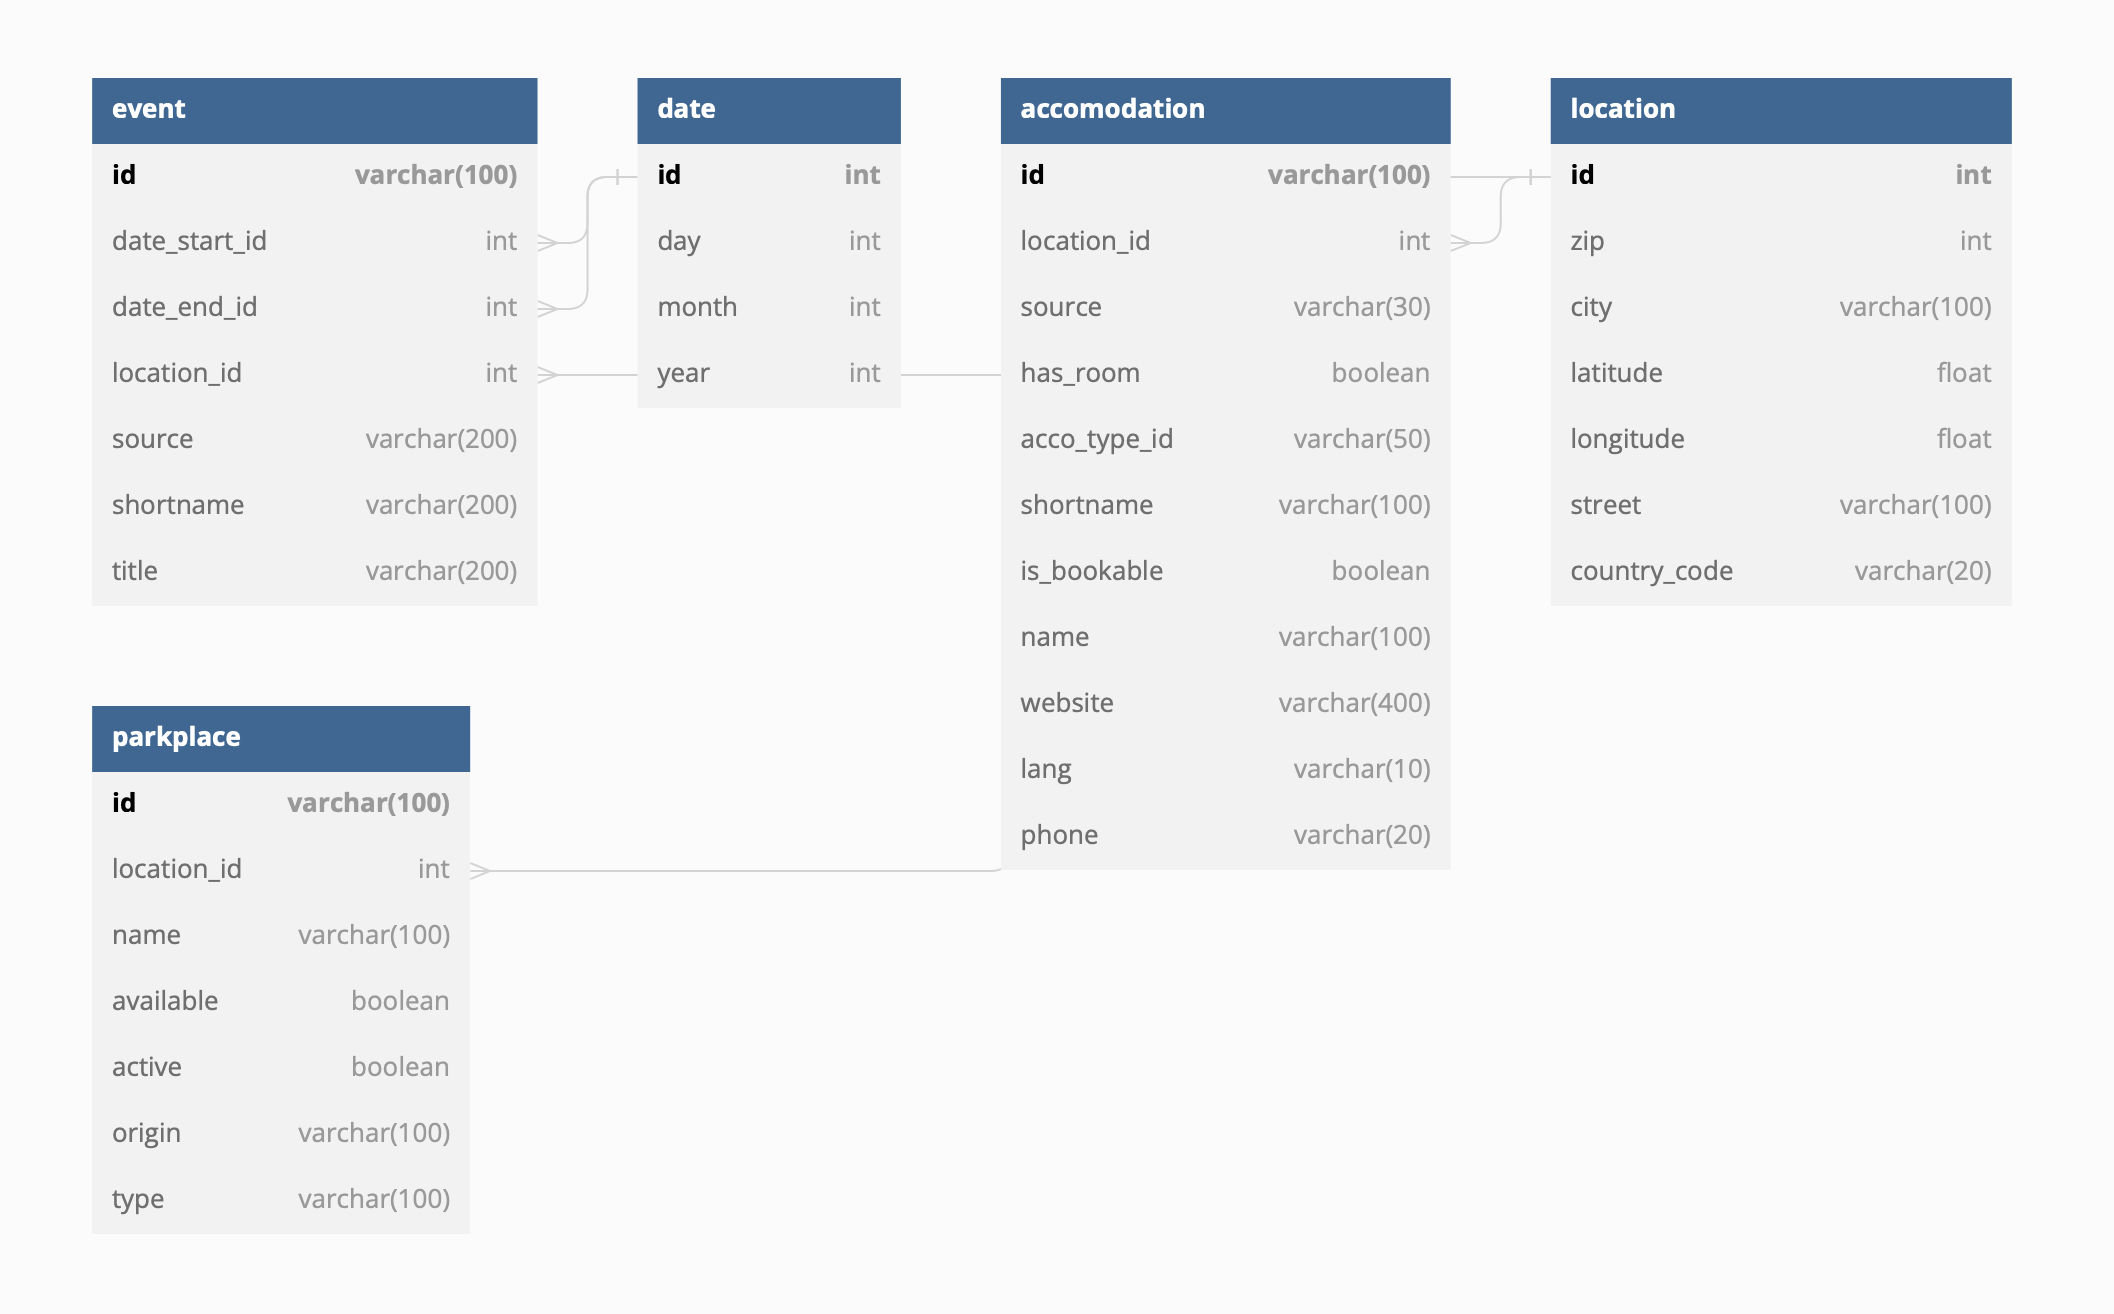 event
id varchar(100)
date_start_id int
date_end_id int
location_id int
source varchar(200)
shortname varchar(200)
title varchar(200)
date
id int
day int
month int
year int
accomodation
id varchar(100)
location_id int
source varchar(30)
has_room boolean
acco_type_id varchar(50)
shortname varchar(100)
is_bookable boolean
name varchar(100)
website varchar(400)
lang varchar(10)
phone varchar(20)
location
id int
zip int
city varchar(100)
latitude float
longitude float
street varchar(100)
country_code varchar(20)
parkplace
id varchar(100)
location_id int
name varchar(100)
available boolean
active boolean
origin varchar(100)
type varchar(100)